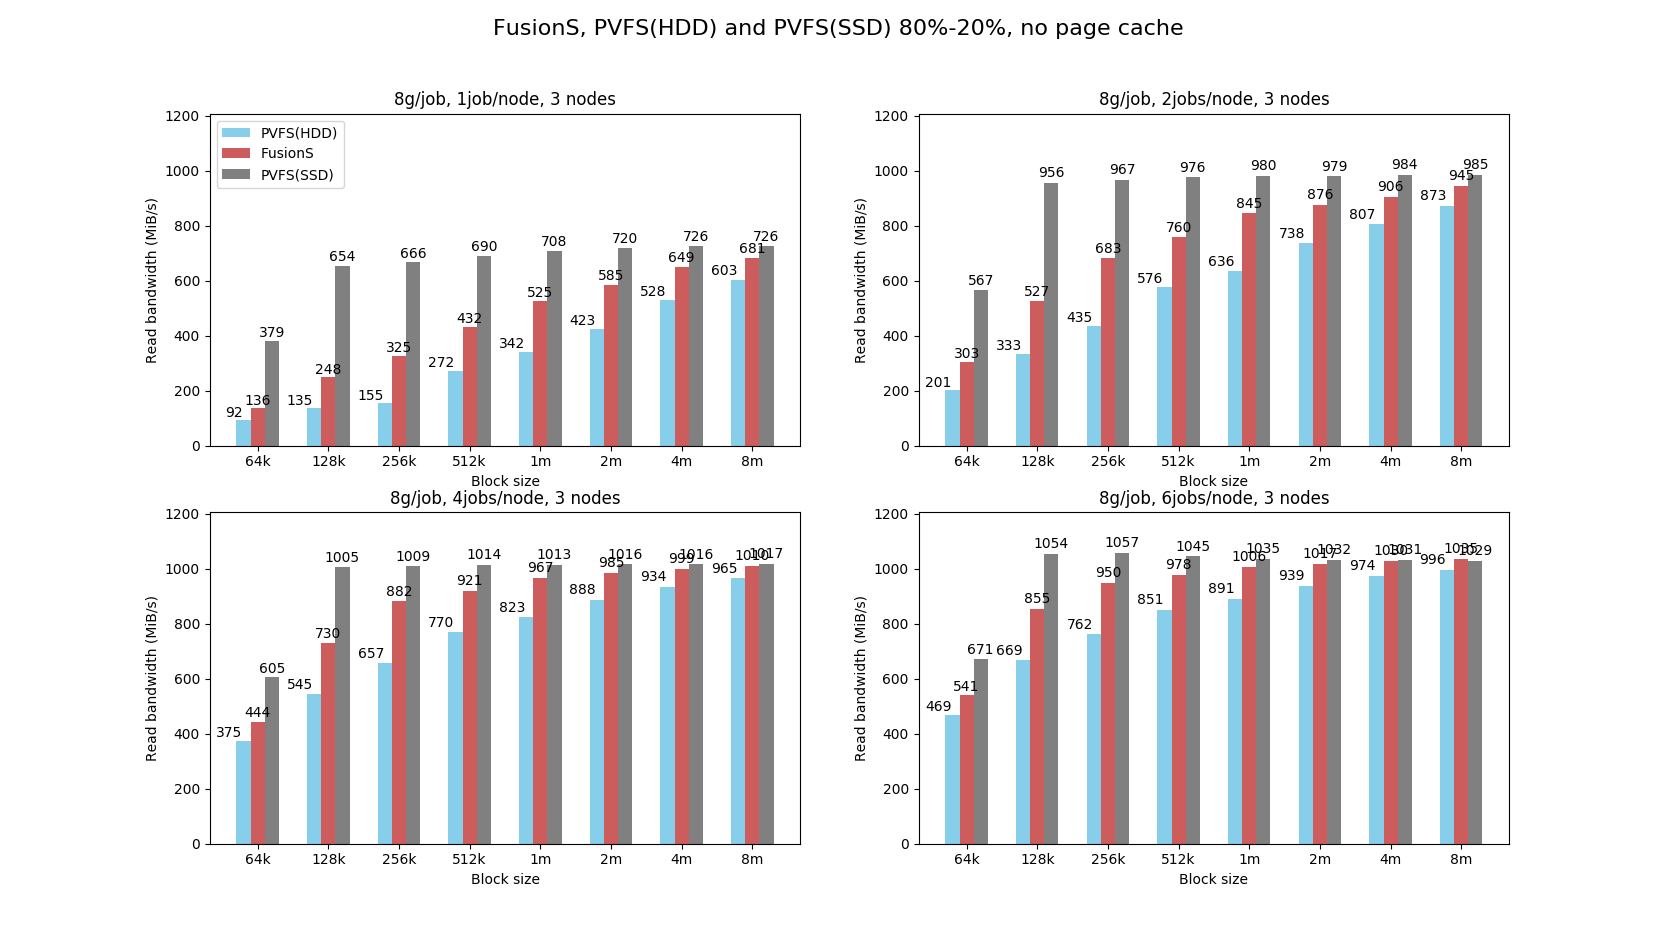 FusionS, PVFS(HDD) and PVFS(SSD) 80%-20%, no page cache
8g/job, 1job/node, 3 nodes
1200
1000
800
600
400
200
0
Read bandwidth (MiB/s)
PVFS(HDD)
FusionS
PVFS(SSD)
92 136 379
135 248 654
155 325 666
272 432 690
342 525 708
423 585 720
528 649 726
603 681 726
64k 128k 256k 512k 1m 2m 4m 8m
Block size
8g/job, 2jobs/node, 3 nodes
1200
1000
800
600
400
200
0
Read bandwidth (MiB/s)
201 303 567
333 527 956
435 683 967
576 760 976
636 845 980
738 876 979
807 906 984
873 945 985
64k 128k 256k 512k 1m 2m 4m 8m
Block size
8g/job, 4jobs/node, 3 nodes
1200
1000
800
600
400
200
0
Read bandwidth (MiB/s)
375 444 605
545 730 1005
657 882 1009
770 921 1014
823 967 1013
888 985 1016
934 999 1016
965 1010 1017
64k 128k 256k 512k 1m 2m 4m 8m
Block size
8g/job, 6jobs/node, 3 nodes
1200
1000
800
600
400
200
0
Read bandwidth (MiB/s)
469 541 671
669 855 1054
762 950 1057
851 978 1045
891 1006 1035
939 1017 1032
974 1030 1031
996 1035 1029
64k 128k 256k 512k 1m 2m 4m 8m
Block size